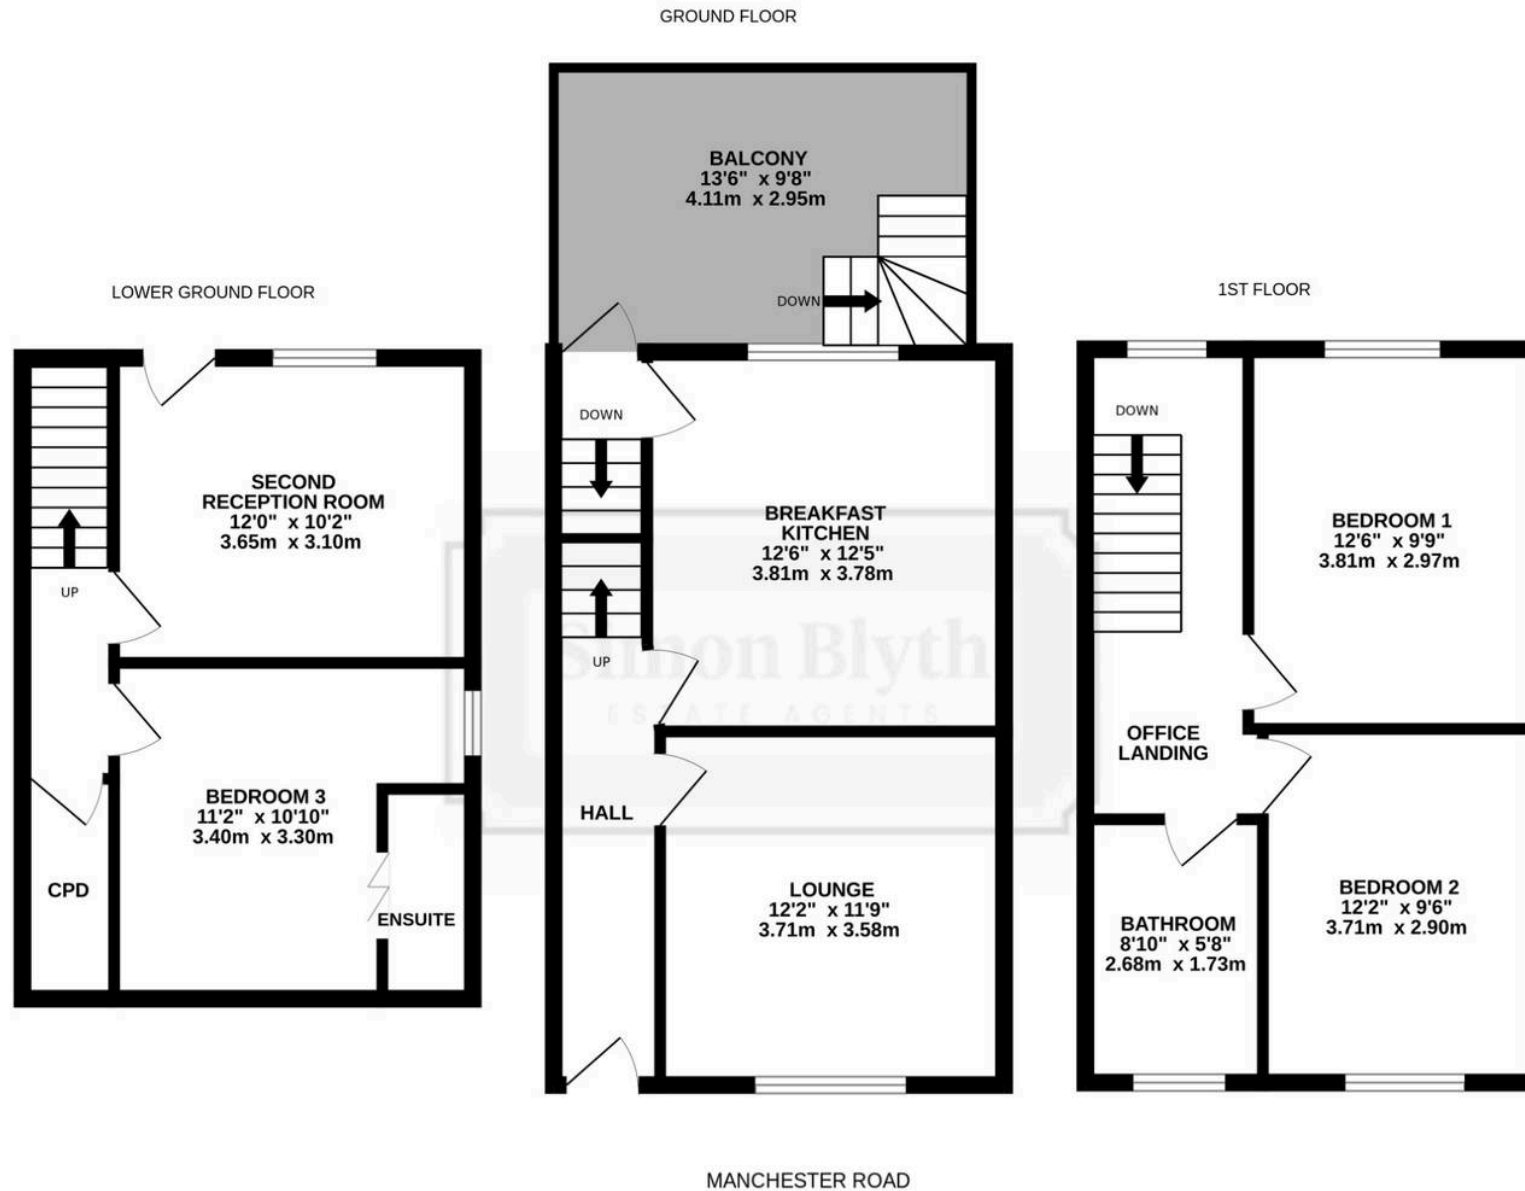 GROUND FLOOR
BALCONY
13'6" x 9'8"
4.11m x 2.95m
DOWN
DOWN
UP
BREAKFAST
KITCHEN
12'6" x 12'5"
3.81m x 3.78m
HALL
LOUNGE
12'2" x 11'9"
3.71m x 3.58m
LOWER GROUND FLOOR
SECOND
RECEPTION ROOM
12'0" x 10'2"
3.65m x 3.10m
UP
BEDROOM 3
11'2" x 10'10"
3.40m x 3.30m
CPD
ENSUITE
1ST FLOOR
DOWN
BEDROOM 1
12'6" x 9'9"
3.81m x 2.97m
OFFICE
LANDING
BEDROOM 2
12'2" x 9'6"
3.71m x 2.90m
BATHROOM
8'10" x 5'8"
2.68m x 1.73m
Simon Blyth
ESTATE AGENTS
MANCHESTER ROAD